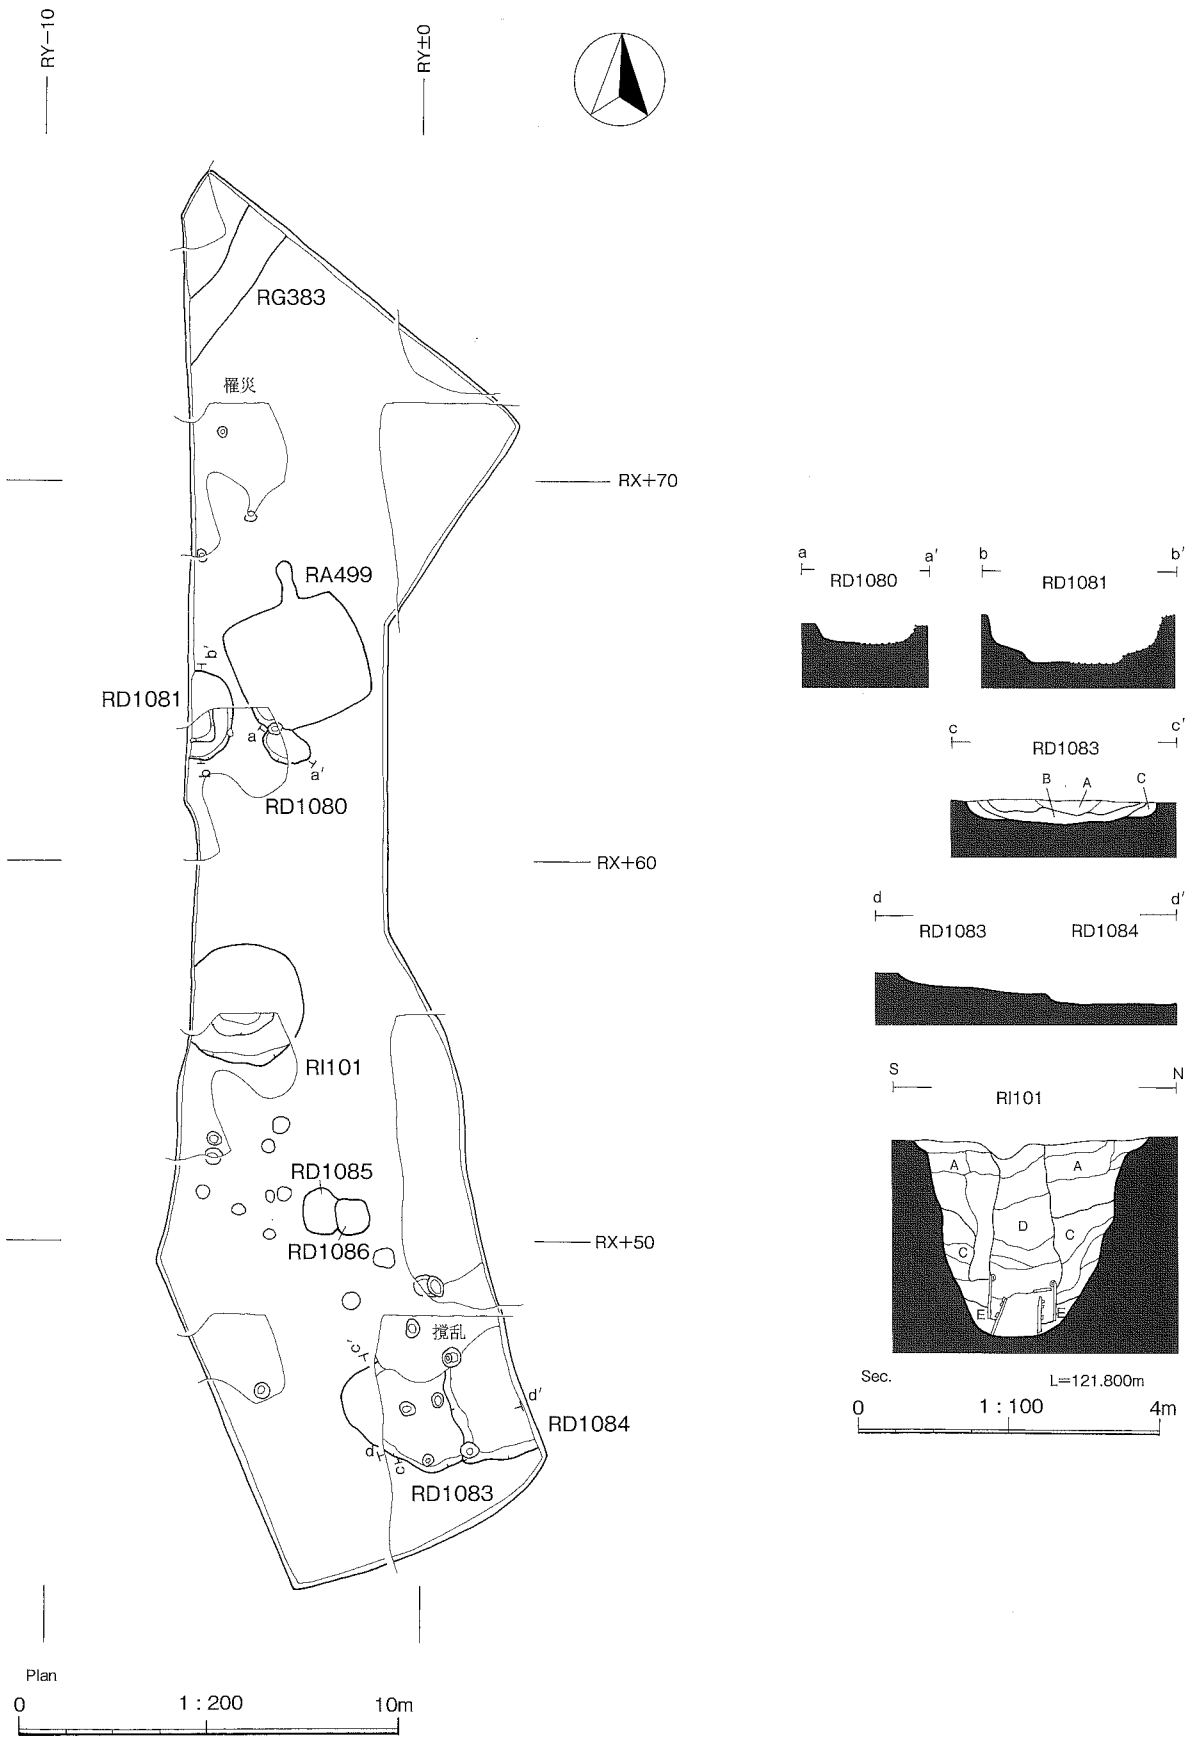 RY−10
RY±0
RG383
罹災
RX+70
RA499
b'
RD1081
a
a'
b
RD1080
RX+60
RI101
RD1085
RD1086
RX+50
撹乱
c'
d'
RD1084
d
c
RD1083
Plan
0 1：200 10m
a a'
RD1080
b b'
RD1081
c c'
RD1083
B A C
d d'
RD1083 RD1084
S N
RI101
A A
D
C C
E E
Sec. L=121.800m
0 1：100 4m